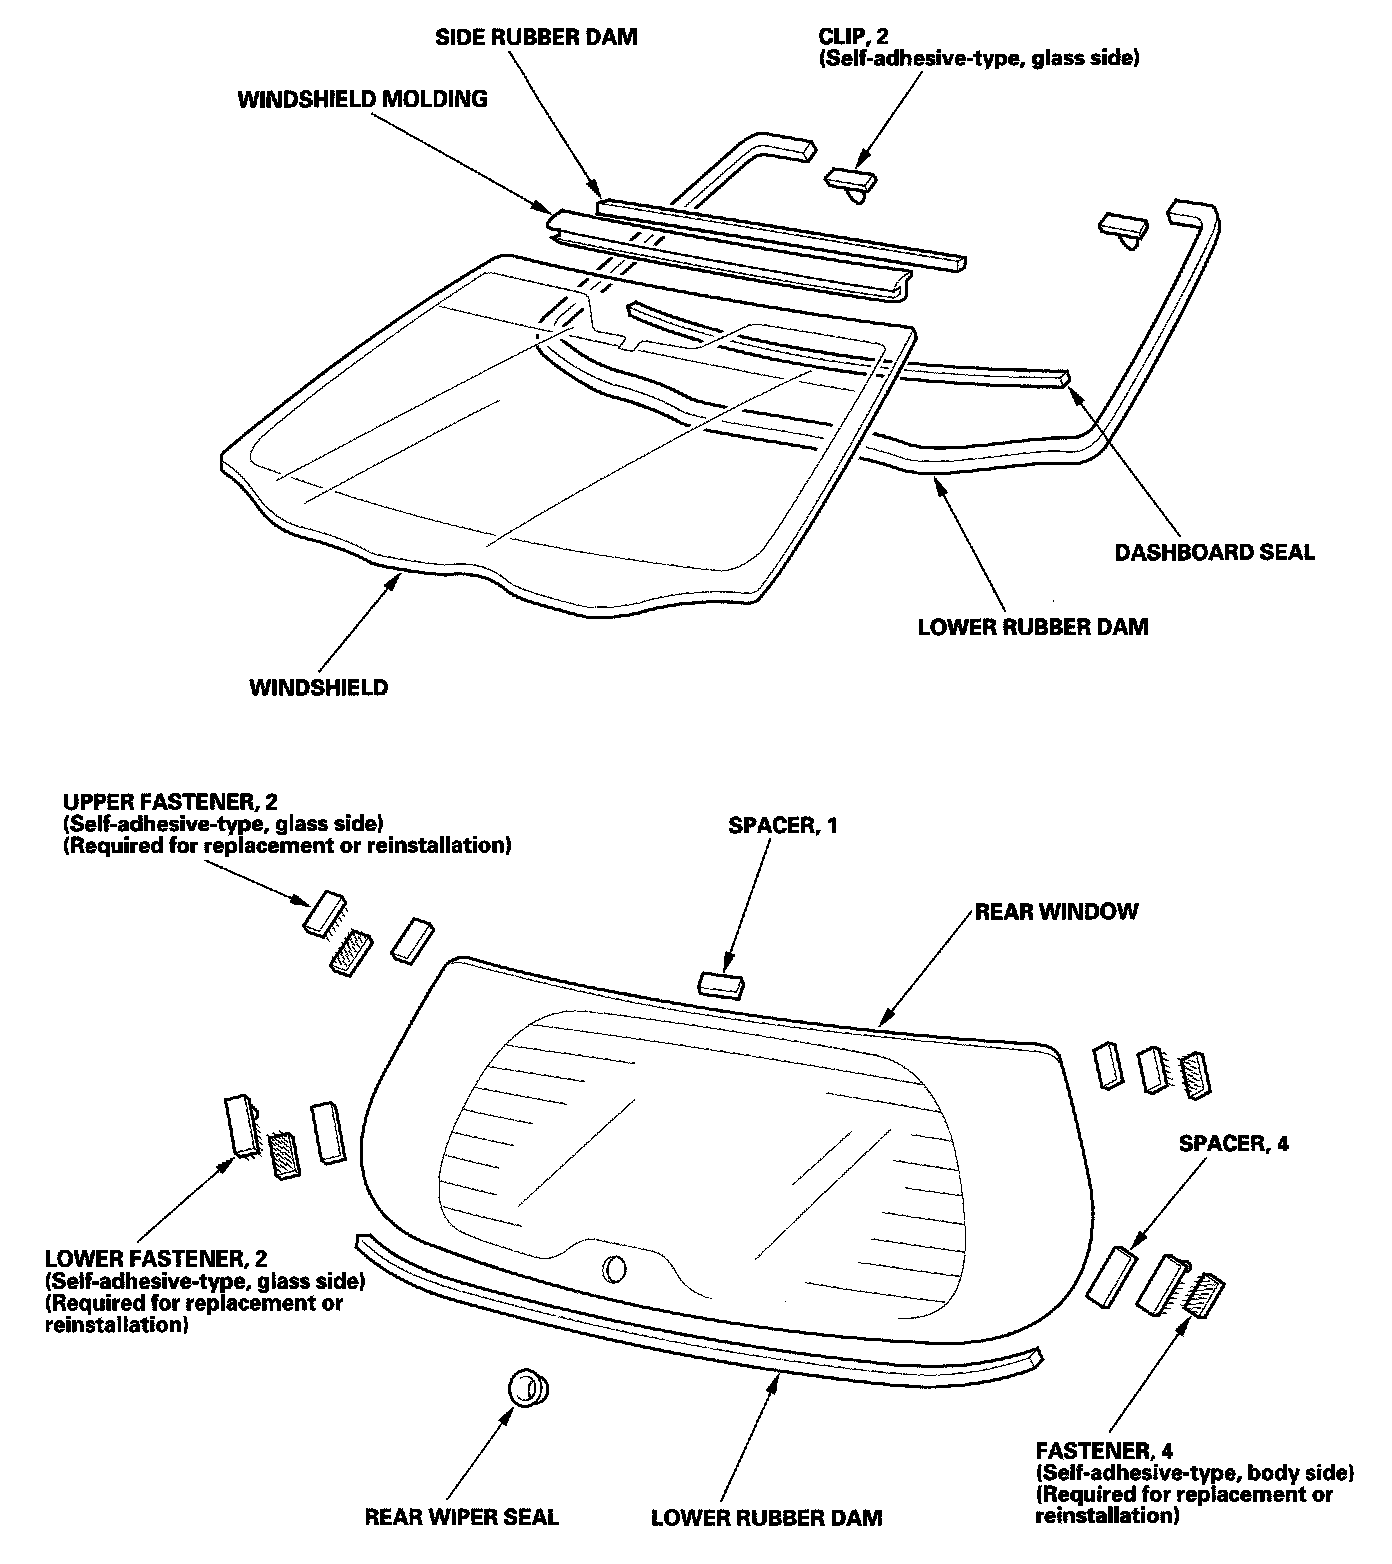 SIDE RUBBER DAM
CLIP, 2
(Self-adhesive-type, glass side)
WINDSHIELD MOLDING
DASHBOARD SEAL
LOWER RUBBER DAM
WINDSHIELD
UPPER FASTENER, 2
(Self-adhesive-type, glass side)
(Required for replacement or reinstallation)
SPACER, 1
REAR WINDOW
SPACER, 4
LOWER FASTENER, 2
(Self-adhesive-type, glass side)
(Required for replacement or
reinstallation)
FASTENER, 4
(Self-adhesive-type, body side)
(Required for replacement or
reinstallation)
REAR WIPER SEAL
LOWER RUBBER DAM